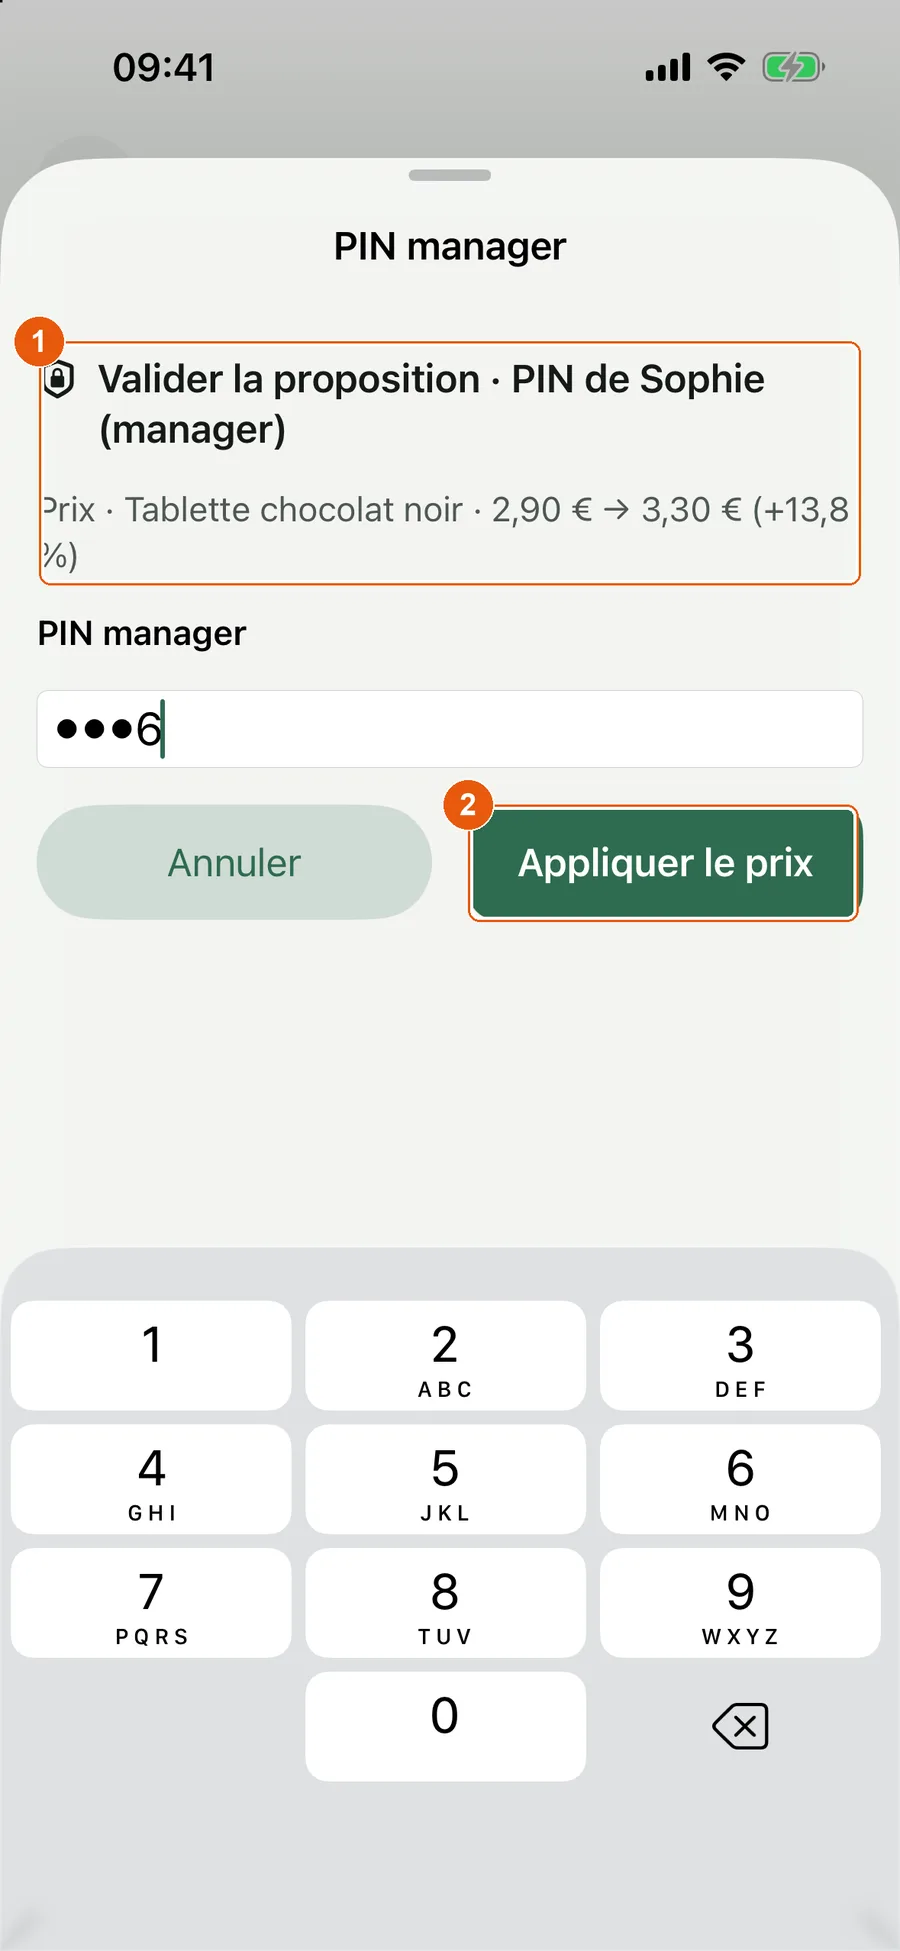 09:41
PIN manager
1
Valider la proposition · PIN de Sophie
(manager)
Prix · Tablette chocolat noir · 2,90 € → 3,30 € (+13,8
%)
PIN manager
●●●6
2
Annuler
Appliquer le prix
1
2
3
ABC
DEF
4
5
6
GHI
JKL
MNO
7
8
9
PQRS
TUV
WXYZ
0